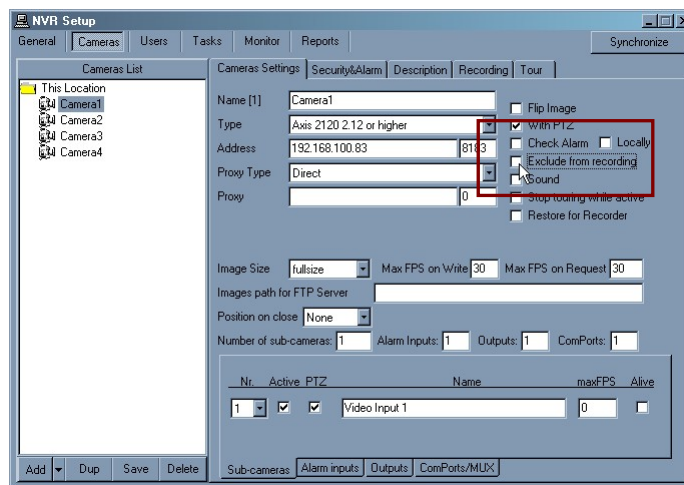 NVR Setup
General Cameras Users Tasks Monitor Reports Synchronize
Cameras List
This Location
Camera1
Camera2
Camera3
Camera4
Add Dup Save Delete
Cameras Settings Security&Alarm Description Recording Tour
Name [1] Camera1
Flip Image
Type Axis 2120 2.12 or higher
With PTZ
Address 192.168.100.83 8183
Check Alarm Locally
Exclude from recording
Proxy Type Direct
Sound
Proxy 0
Stop touring while active
Restore for Recorder
Image Size fullsize Max FPS on Write 30 Max FPS on Request 30
Images path for FTP Server
Position on close None
Number of sub-cameras: 1 Alarm Inputs: 1 Outputs: 1 ComPorts: 1
Nr. Active PTZ Name maxFPS Alive
1 Video Input 1 0
Sub-cameras Alarm inputs Outputs ComPorts/MUX